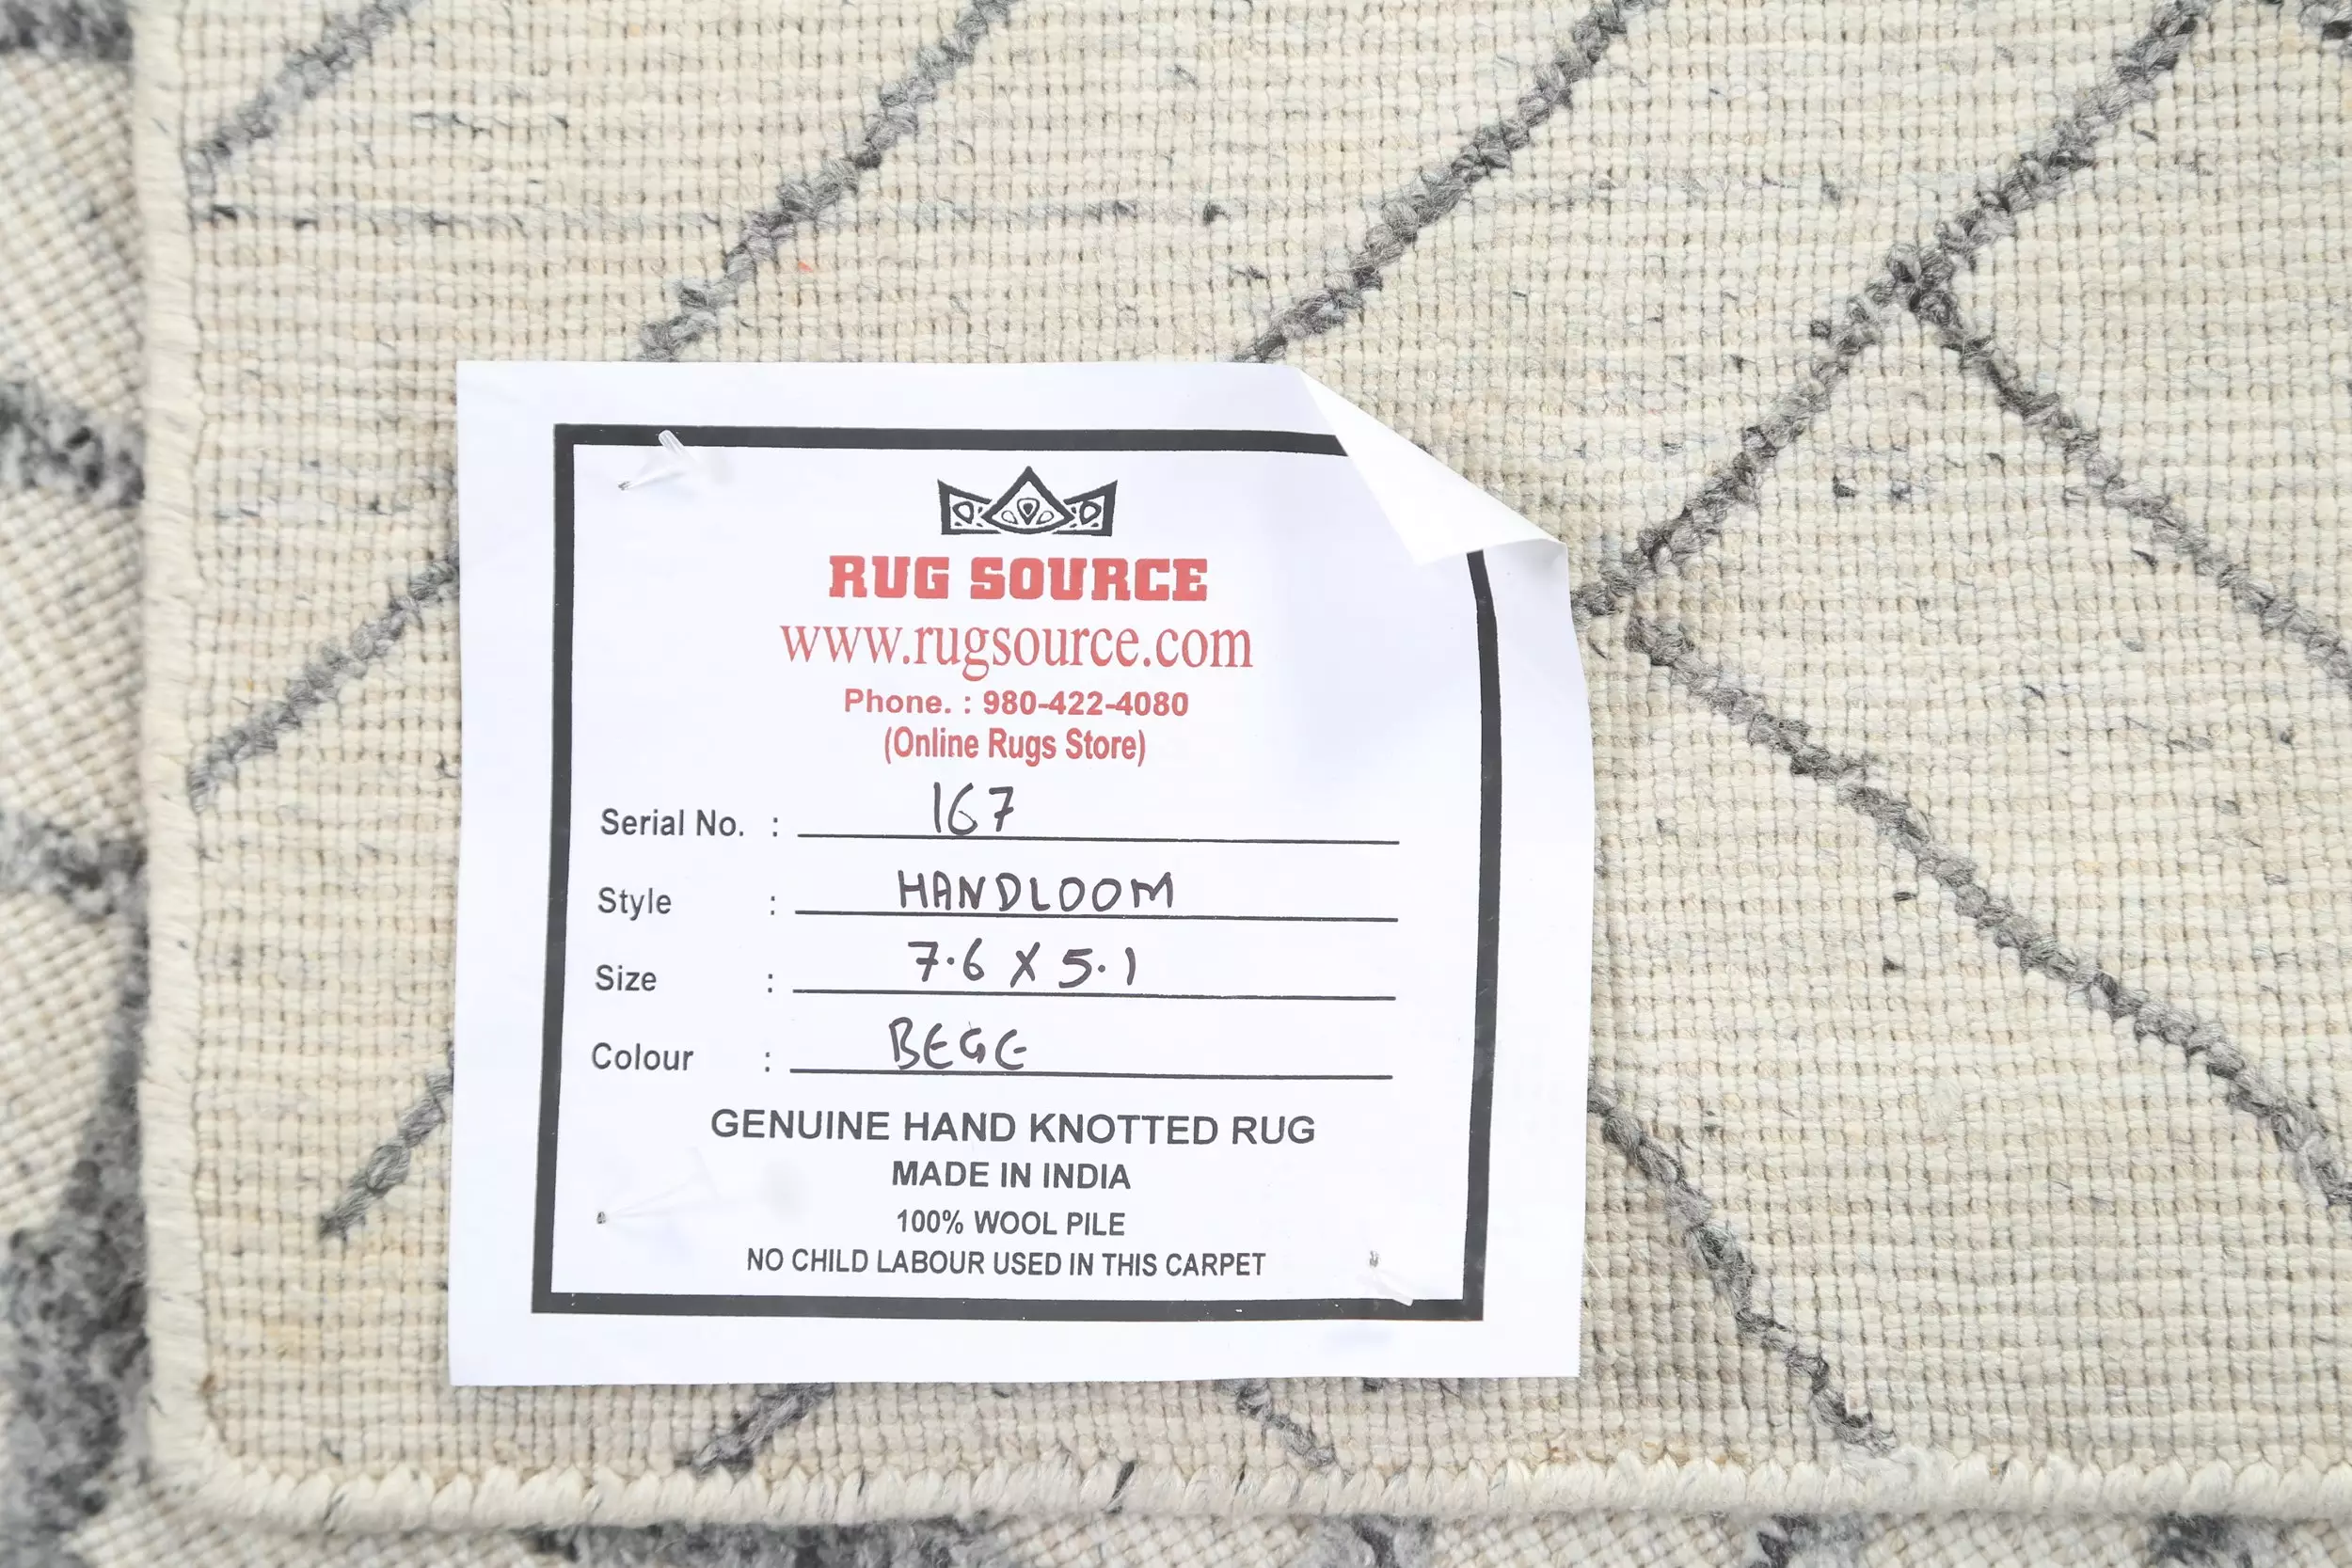 RUG SOURCE
www.rugsource.com
Phone. : 980-422-4080
(Online Rugs Store)
Serial No. : 167
Style : HANDLOOM
Size : 7.6 X 5.1
Colour : BEGE
GENUINE HAND KNOTTED RUG
MADE IN INDIA
100% WOOL PILE
NO CHILD LABOUR USED IN THIS CARPET